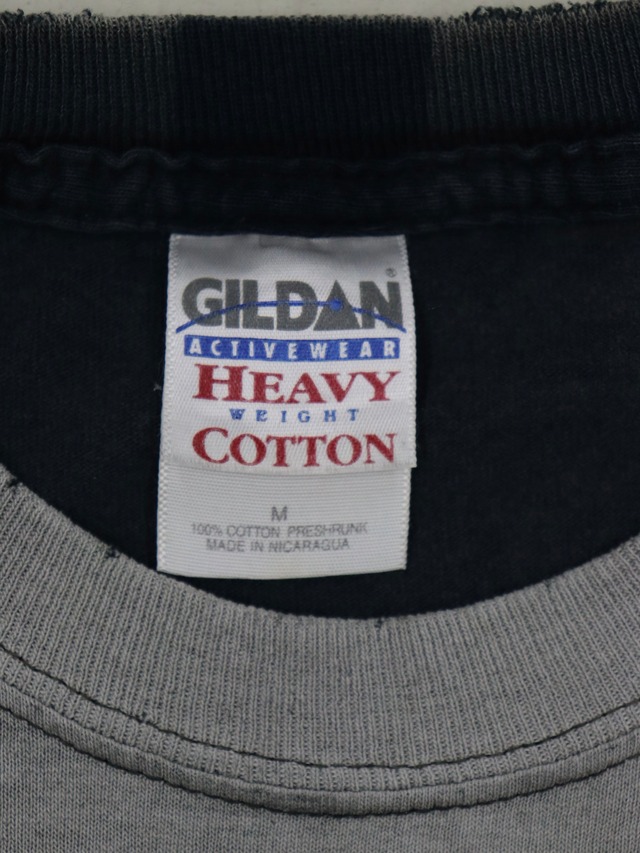 GILDAN®
ACTIVEWEAR
HEAVY
WEIGHT
COTTON
M
100% COTTON PRESHRUNK
MADE IN NICARAGUA